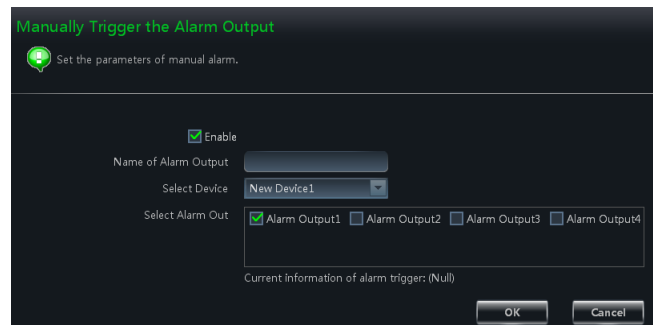 Manually Trigger the Alarm Output
Set the parameters of manual alarm.
Enable
Name of Alarm Output
Select Device New Device1
Select Alarm Out Alarm Output1 Alarm Output2 Alarm Output3 Alarm Output4
Current information of alarm trigger: (Null)
OK Cancel